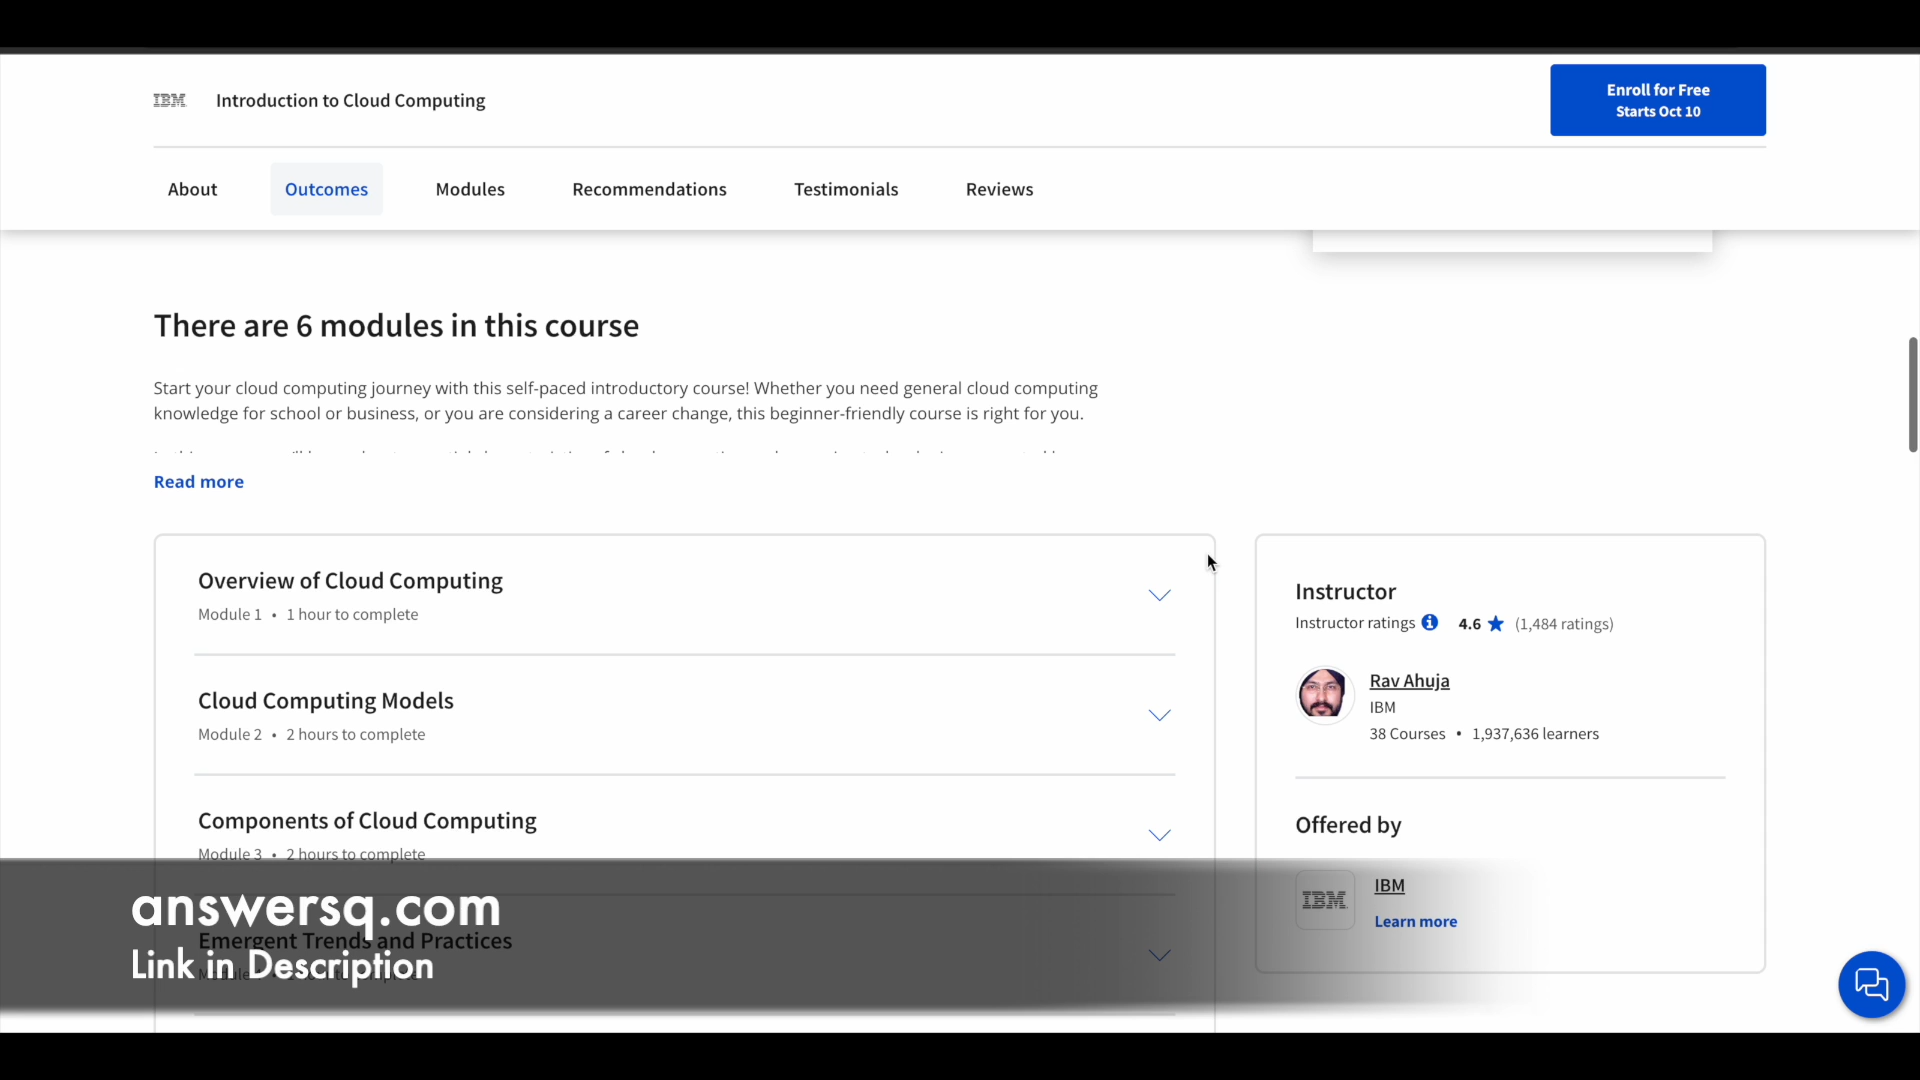 IBM
Introduction to Cloud Computing
Enroll for Free
Starts Oct 10
About
Outcomes
Modules
Recommendations
Testimonials
Reviews
There are 6 modules in this course
Start your cloud computing journey with this self-paced introductory course! Whether you need general cloud computing
knowledge for school or business, or you are considering a career change, this beginner-friendly course is right for you.
Read more
Overview of Cloud Computing
Module 1 • 1 hour to complete
Cloud Computing Models
Module 2 • 2 hours to complete
Components of Cloud Computing
Module 3 • 2 hours to complete
Emergent Trends and Practices
Instructor
Instructor ratings 4.6 (1,484 ratings)
Rav Ahuja
IBM
38 Courses • 1,937,636 learners
Offered by
IBM
IBM
Learn more
answersq.com
Link in Description